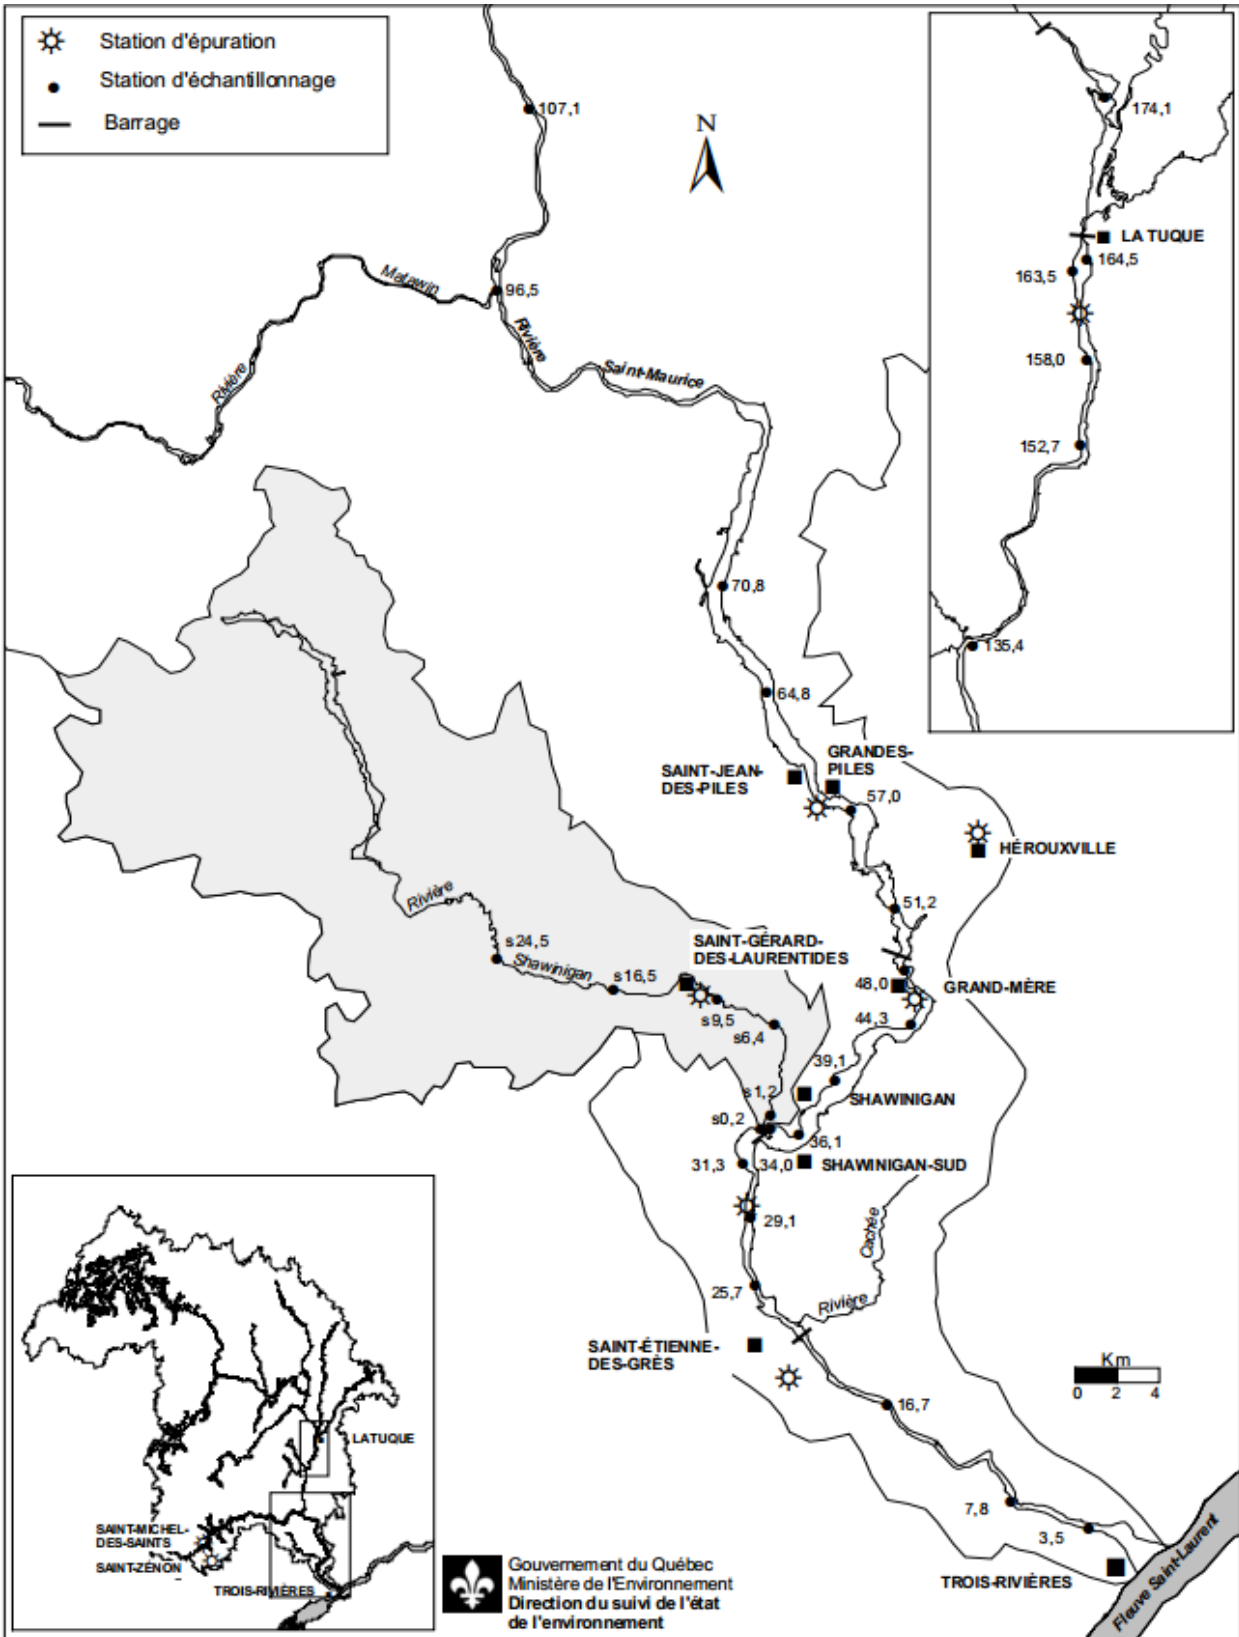 Station d'épuration
Station d'échantillonnage
Barrage
107,1
N
174,1
LA TUQUE
164,5
163,5
158,0
152,7
135,4
Matawin
Rivière
96,5
Rivière
Saint-Maurice
70,8
64,8
GRANDES-
PILES
SAINT-JEAN-
DES-PILES
57,0
HÉROUXVILLE
51,2
Rivière
Shawinigan
s24,5
s16,5
SAINT-GÉRARD-
DES-LAURENTIDES
s9,5
s6,4
48,0
GRAND-MÈRE
44,3
39,1
SHAWINIGAN
s1,2
s0,2
36,1
34,0
31,3
SHAWINIGAN-SUD
29,1
Cachée
Rivière
25,7
SAINT-ÉTIENNE-
DES-GRÈS
Km
0 2 4
16,7
7,8
3,5
TROIS-RIVIÈRES
Fleuve Saint-Laurent
LA TUQUE
SAINT-MICHEL-
DES-SAINTS
SAINT-ZÉNON
TROIS-RIVIÈRES
Gouvernement du Québec
Ministère de l'Environnement
Direction du suivi de l'état
de l'environnement